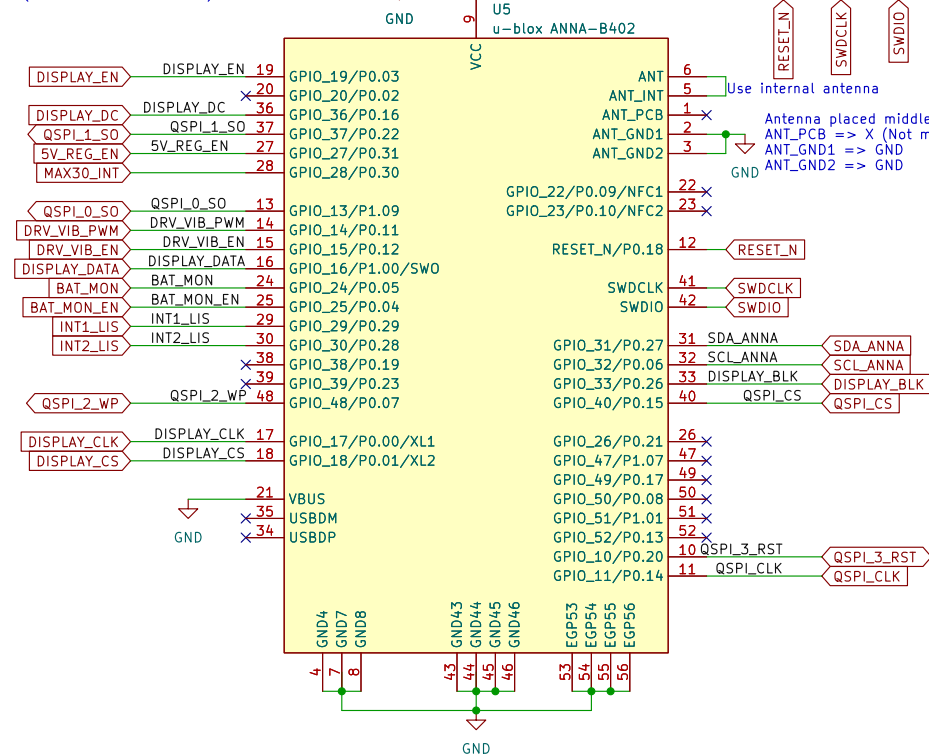 GND
9
U5
u-blox ANNA-B402
VCC
RESET_N
SWDCLK
SWDIO
DISPLAY_EN DISPLAY_EN 19 GPIO_19/P0.03
20 GPIO_20/P0.02
DISPLAY_DC DISPLAY_DC 36 GPIO_36/P0.16
QSPI_1_SO QSPI_1_SO 37 GPIO_37/P0.22
5V_REG_EN 5V_REG_EN 27 GPIO_27/P0.31
MAX30_INT 28 GPIO_28/P0.30
QSPI_0_SO QSPI_0_SO 13 GPIO_13/P1.09
DRV_VIB_PWM DRV_VIB_PWM 14 GPIO_14/P0.11
DRV_VIB_EN DRV_VIB_EN 15 GPIO_15/P0.12
DISPLAY_DATA DISPLAY_DATA 16 GPIO_16/P1.00/SWO
BAT_MON BAT_MON 24 GPIO_24/P0.05
BAT_MON_EN BAT_MON_EN 25 GPIO_25/P0.04
INT1_LIS INT1_LIS 29 GPIO_29/P0.29
INT2_LIS INT2_LIS 30 GPIO_30/P0.28
38 GPIO_38/P0.19
39 GPIO_39/P0.23
QSPI_2_WP QSPI_2_WP 48 GPIO_48/P0.07
DISPLAY_CLK DISPLAY_CLK 17 GPIO_17/P0.00/XL1
DISPLAY_CS DISPLAY_CS 18 GPIO_18/P0.01/XL2
21 VBUS
35 USBDM
34 USBDP
GND
ANT 6
ANT_INT 5
Use internal antenna
ANT_PCB 1
ANT_GND1 2
ANT_GND2 3
GND
Antenna placed middle
ANT_PCB => X (Not m
ANT_GND1 => GND
ANT_GND2 => GND
GPIO_22/P0.09/NFC1 22
GPIO_23/P0.10/NFC2 23
RESET_N/P0.18 12 RESET_N
SWDCLK 41 SWDCLK
SWDIO 42 SWDIO
GPIO_31/P0.27 31 SDA_ANNA SDA_ANNA
GPIO_32/P0.06 32 SCL_ANNA SCL_ANNA
GPIO_33/P0.26 33 DISPLAY_BLK DISPLAY_BLK
GPIO_40/P0.15 40 QSPI_CS QSPI_CS
GPIO_26/P0.21 26
GPIO_47/P1.07 47
GPIO_49/P0.17 49
GPIO_50/P0.08 50
GPIO_51/P1.01 51
GPIO_52/P0.13 52
GPIO_10/P0.20 10 QSPI_3_RST QSPI_3_RST
GPIO_11/P0.14 11 QSPI_CLK QSPI_CLK
GND4 GND7 GND8 GND43 GND44 GND45 GND46 EGP53 EGP54 EGP55 EGP56
4 7 8 43 44 45 46 53 54 55 56
GND